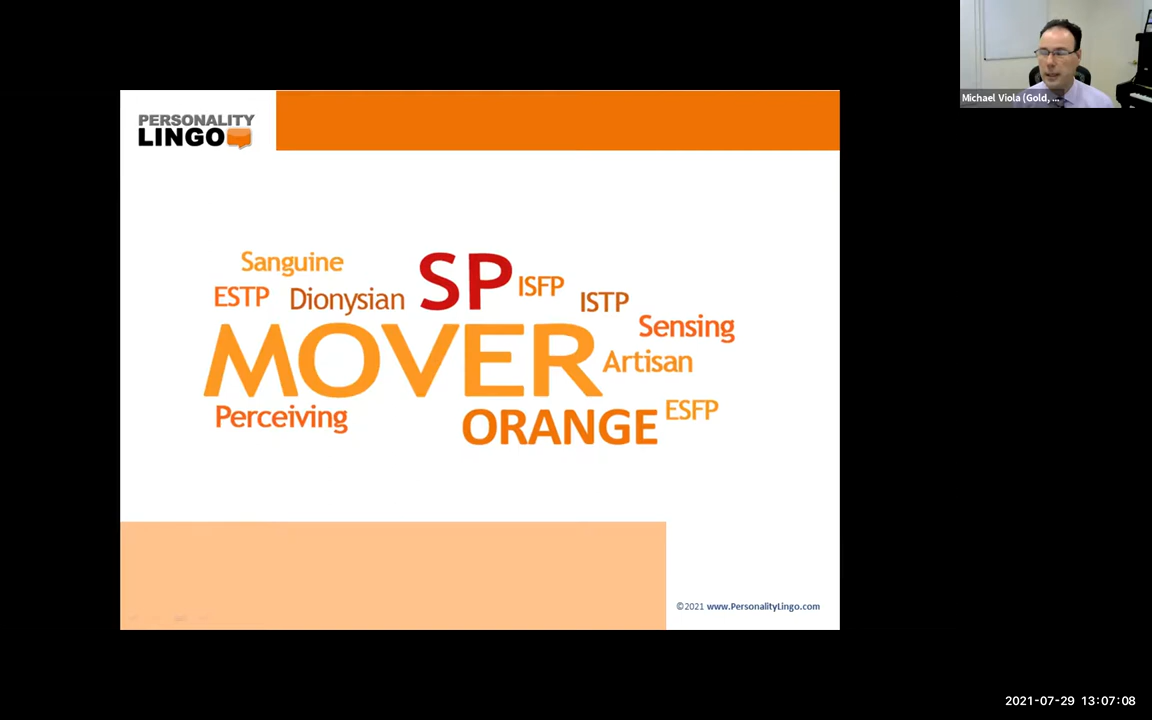 Michael Viola (Gold, ...
PERSONALITY
LINGO
Sanguine
SP
ISFP
ESTP
Dionysian
ISTP
Sensing
MOVER
Artisan
Perceiving
ORANGE
ESFP
©2021 www.PersonalityLingo.com
2021-07-29 13:07:08